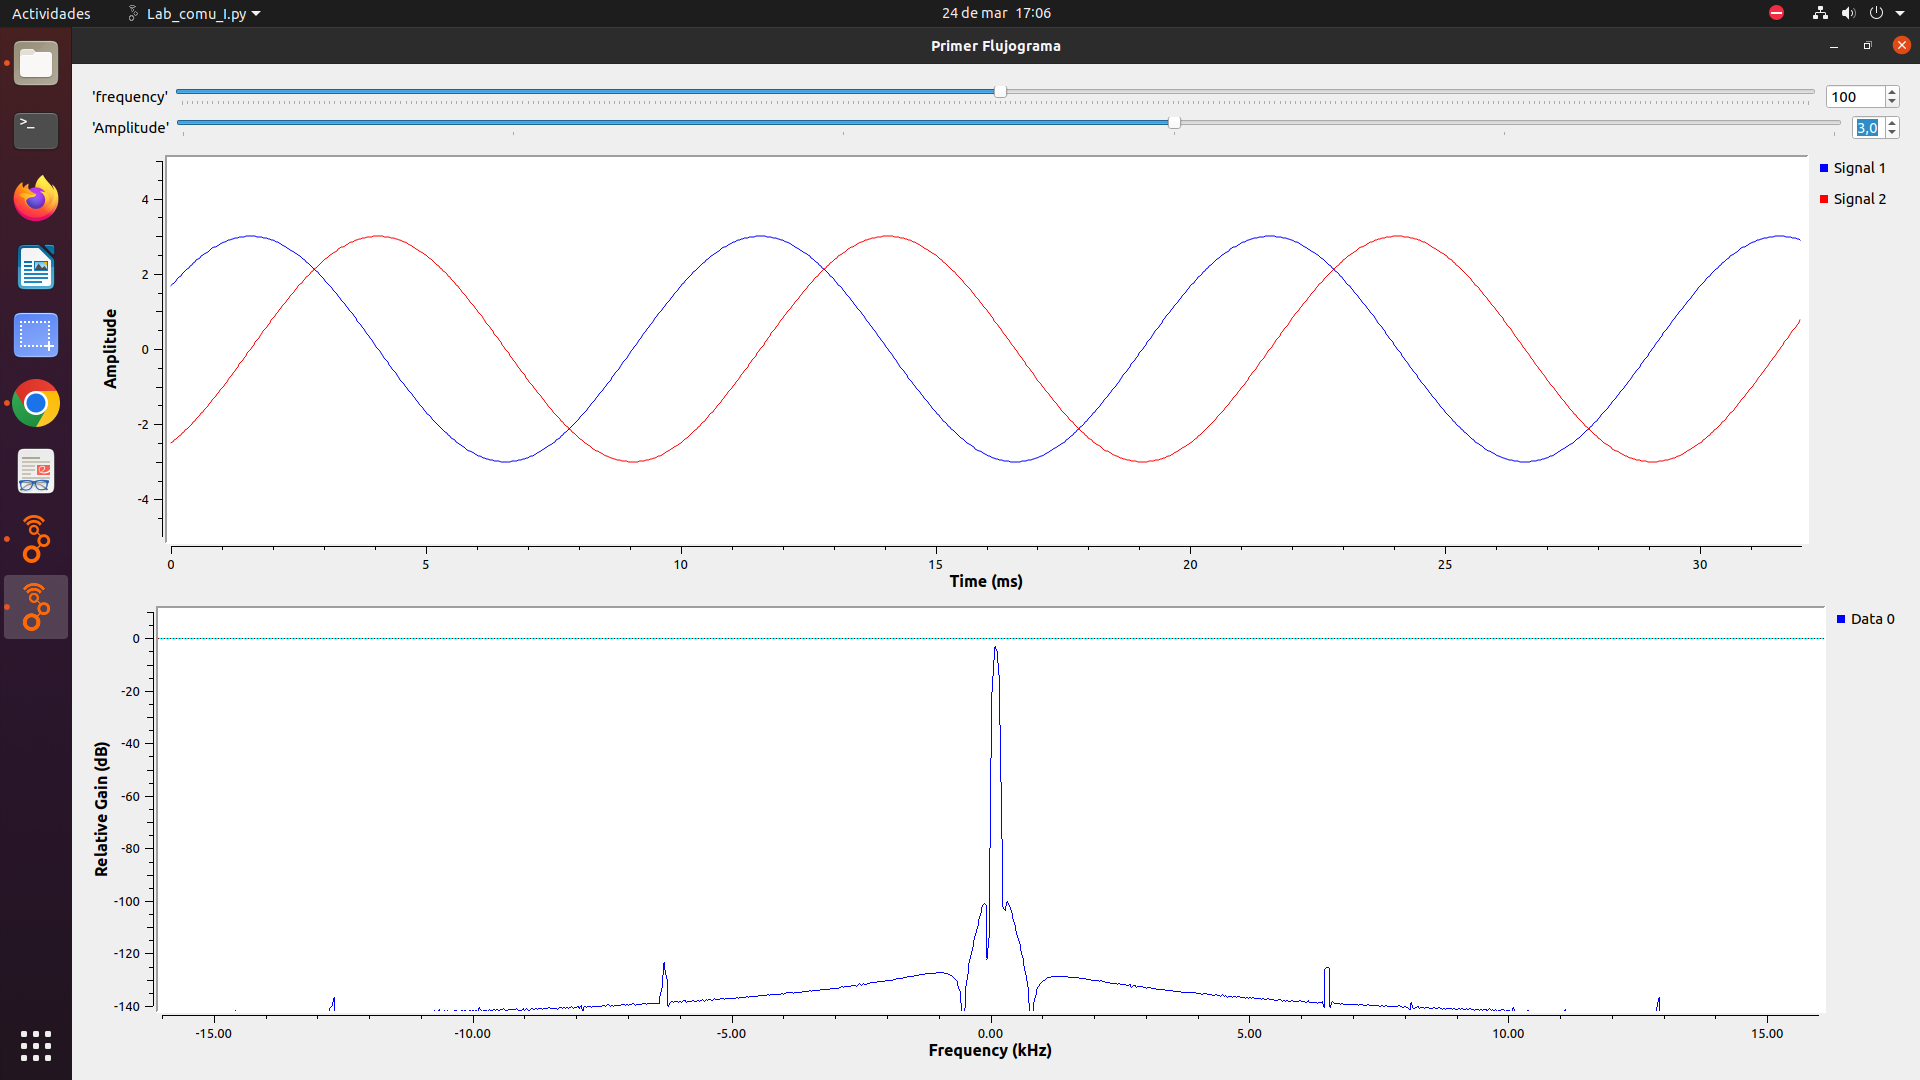 Actividades
Lab_comu_I.py
24 de mar 17:06
Primer Flujograma
'frequency'
100
'Amplitude'
3,0
Signal 1
Signal 2
Amplitude
4
2
0
-2
-4
0 5 10 15 20 25 30
Time (ms)
Data 0
Relative Gain (dB)
0
-20
-40
-60
-80
-100
-120
-140
-15.00 -10.00 -5.00 0.00 5.00 10.00 15.00
Frequency (kHz)